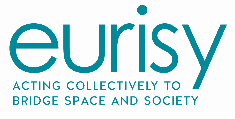 eurisy
ACTING COLLECTIVELY TO
BRIDGE SPACE AND SOCIETY